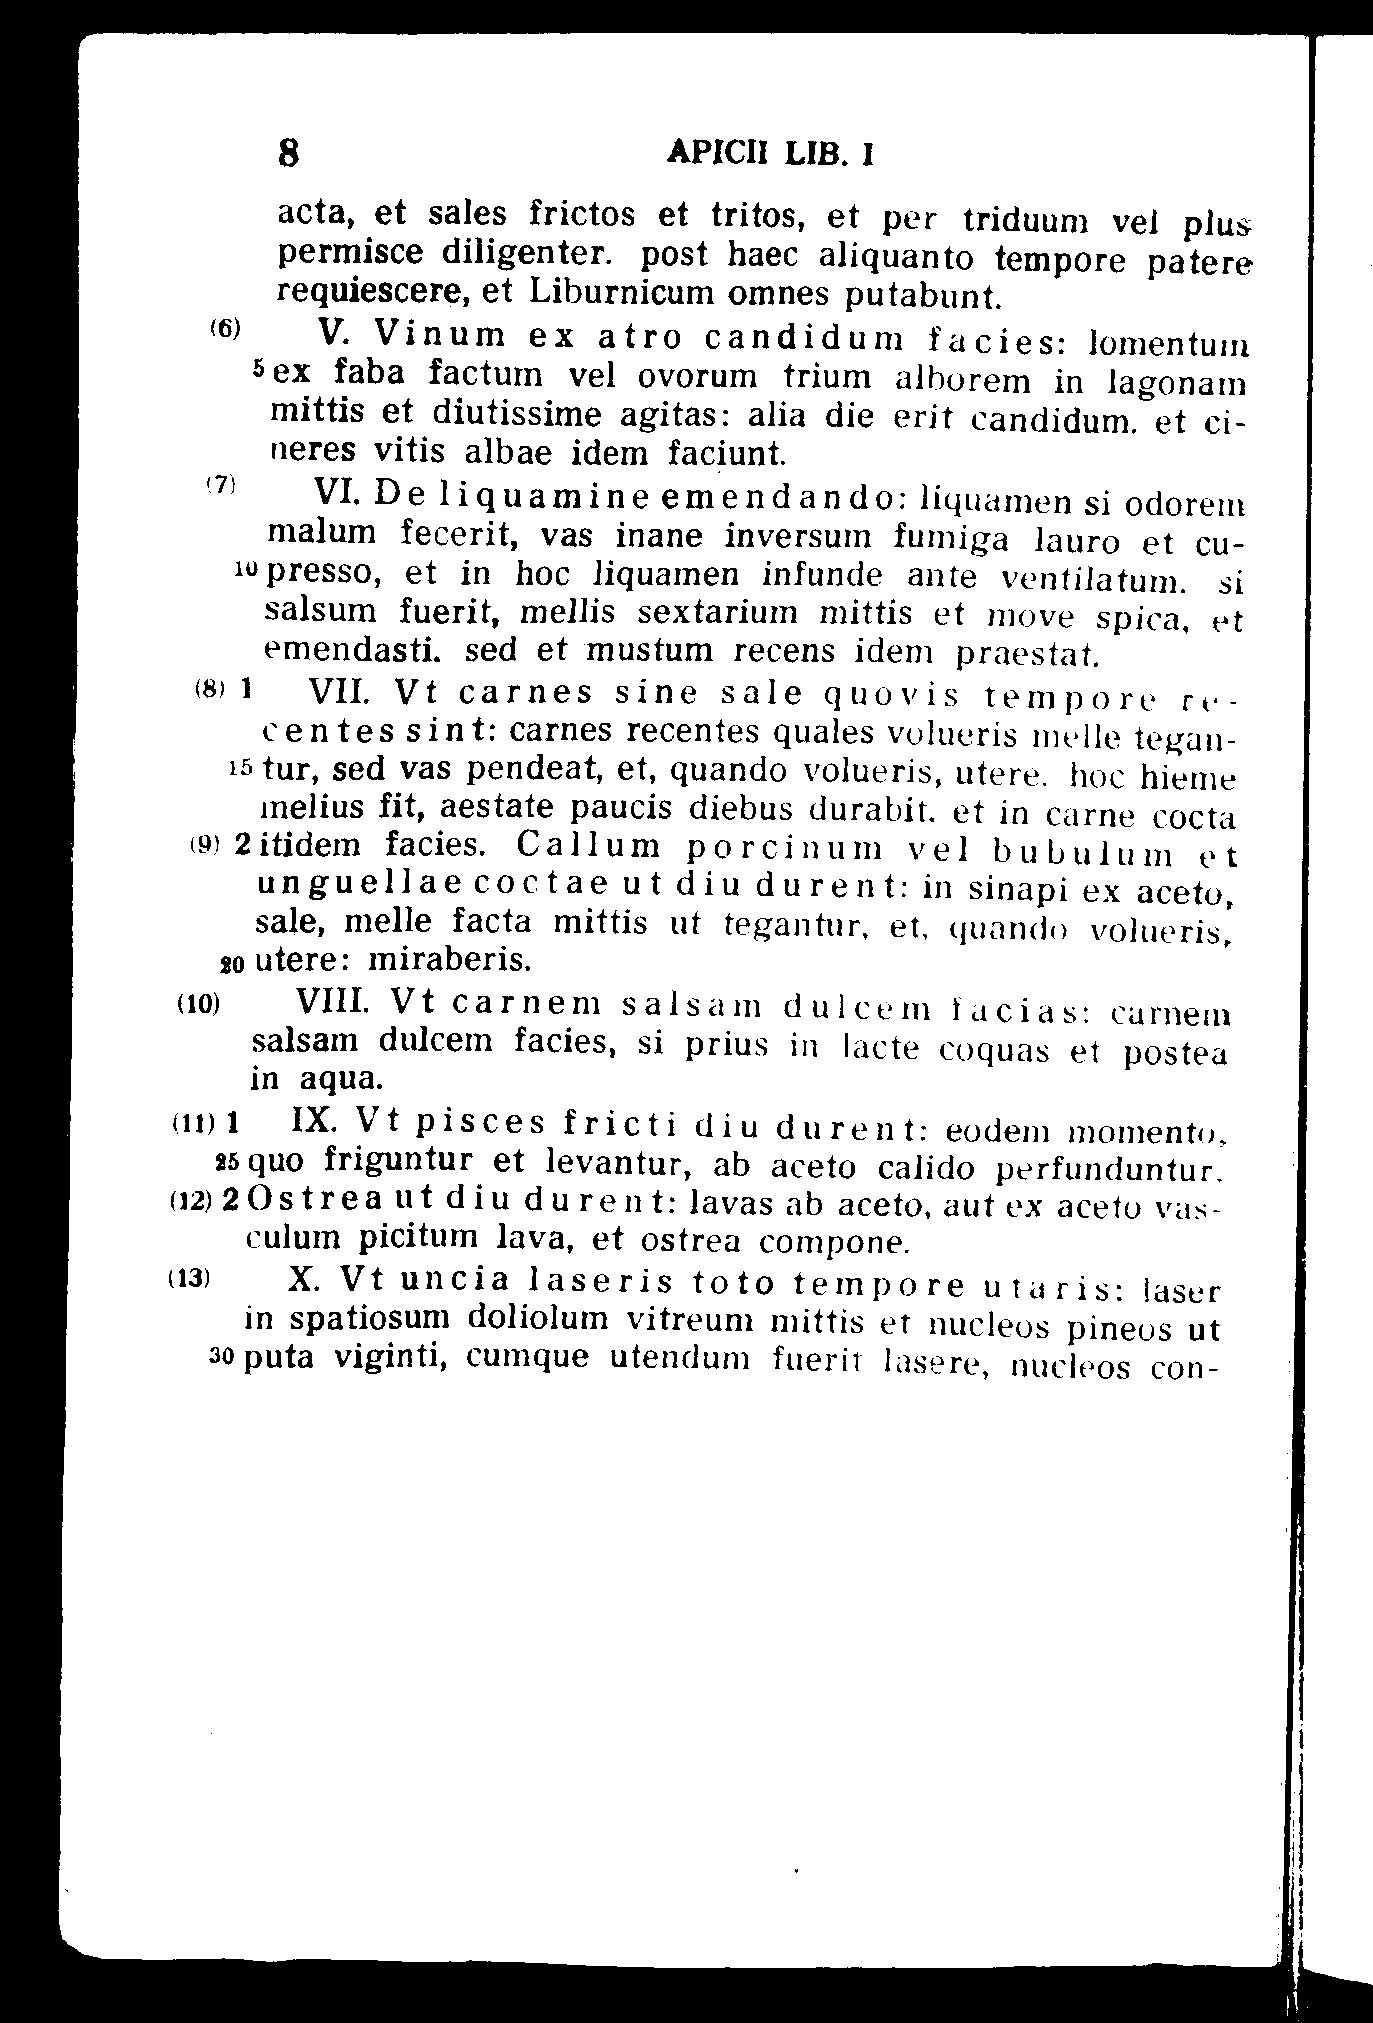 8 APICII LIB. I
acta, et sales frictos et tritos, et per triduum vel plus
permisce diligenter. post haec aliquanto tempore patere
requiescere, et Liburnicum omnes putabunt.
(6) V. Vinum ex atro candidum facies: lomentum
5 ex faba factum vel ovorum trium alborem in lagonam
mittis et diutissime agitas: alia die erit candidum. et ci-
neres vitis albae idem faciunt.
(7) VI. De liquamine emendando: liquamen si odorem
malum fecerit, vas inane inversum fumiga lauro et cu-
10 presso, et in hoc liquamen infunde ante ventilatum. si
salsum fuerit, mellis sextarium mittis et move spica, et
emendasti. sed et mustum recens idem praestat.
(8) 1 VII. Vt carnes sine sale quovis tempore re-
centes sint: carnes recentes quales volueris melle tegan-
15 tur, sed vas pendeat, et, quando volueris, utere. hoc hieme
melius fit, aestate paucis diebus durabit. et in carne cocta
(9) 2 itidem facies. Callum porcinum vel bubulum et
unguellae coctae ut diu durent: in sinapi ex aceto,
sale, melle facta mittis ut tegantur, et, quando volueris,
20 utere: miraberis.
(10) VIII. Vt carnem salsam dulcem facias: carnem
salsam dulcem facies, si prius in lacte coquas et postea
in aqua.
(11) 1 IX. Vt pisces fricti diu durent: eodem momento,
25 quo friguntur et levantur, ab aceto calido perfunduntur.
(12) 2 Ostrea ut diu durent: lavas ab aceto, aut ex aceto vas-
culum picitum lava, et ostrea compone.
(13) X. Vt uncia laseris toto tempore utaris: laser
in spatiosum doliolum vitreum mittis et nucleos pineos ut
30 puta viginti, cumque utendum fuerit lasere, nucleos con-